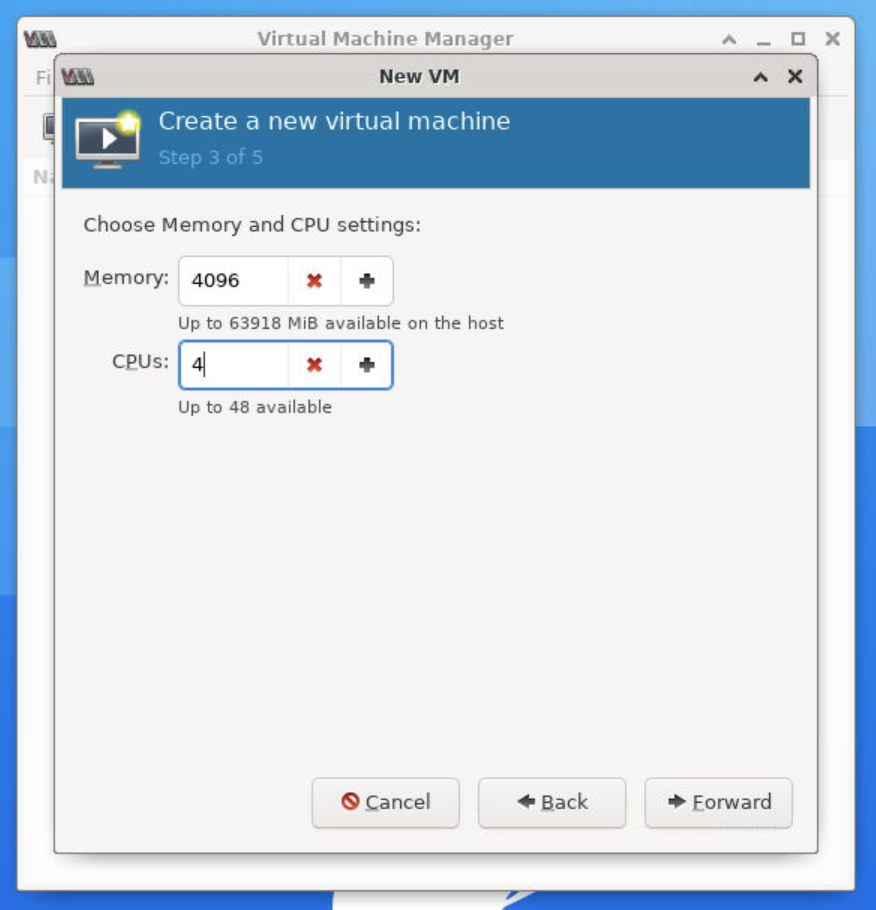 Virtual Machine Manager
Fi
New VM
Create a new virtual machine
Step 3 of 5
Na
Choose Memory and CPU settings:
Memory: 4096
Up to 63918 MiB available on the host
CPUs: 4
Up to 48 available
Cancel Back Forward